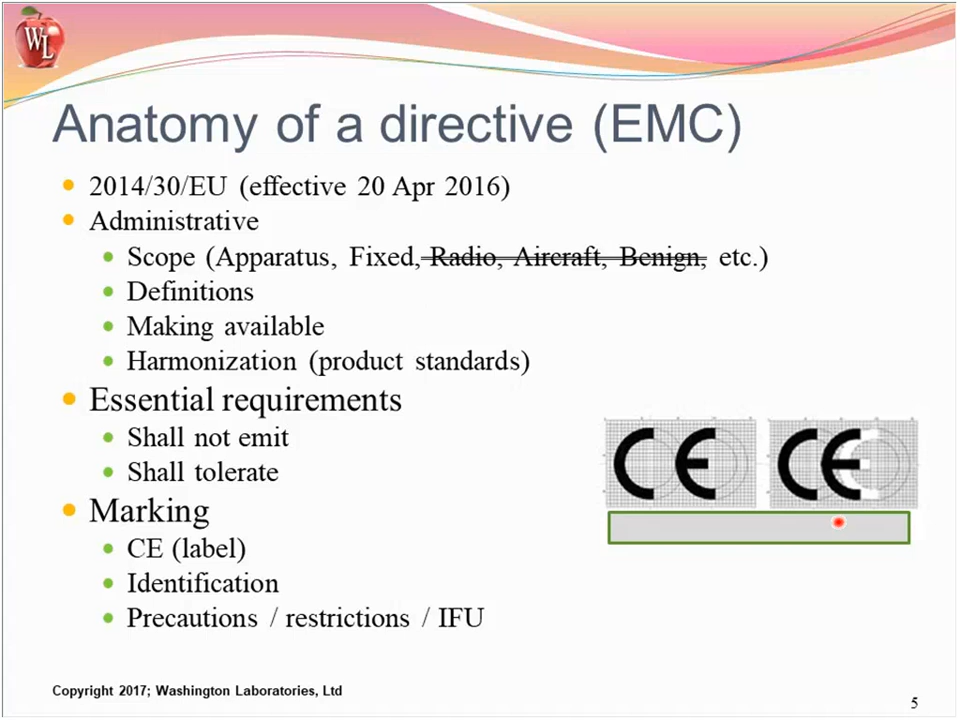 WL
Anatomy of a directive (EMC)
2014/30/EU (effective 20 Apr 2016)
Administrative
Scope (Apparatus, Fixed, Radio, Aircraft, Benign, etc.)
Definitions
Making available
Harmonization (product standards)
Essential requirements
Shall not emit
Shall tolerate
CE CE
Marking
CE (label)
Identification
Precautions / restrictions / IFU
Copyright 2017; Washington Laboratories, Ltd
5